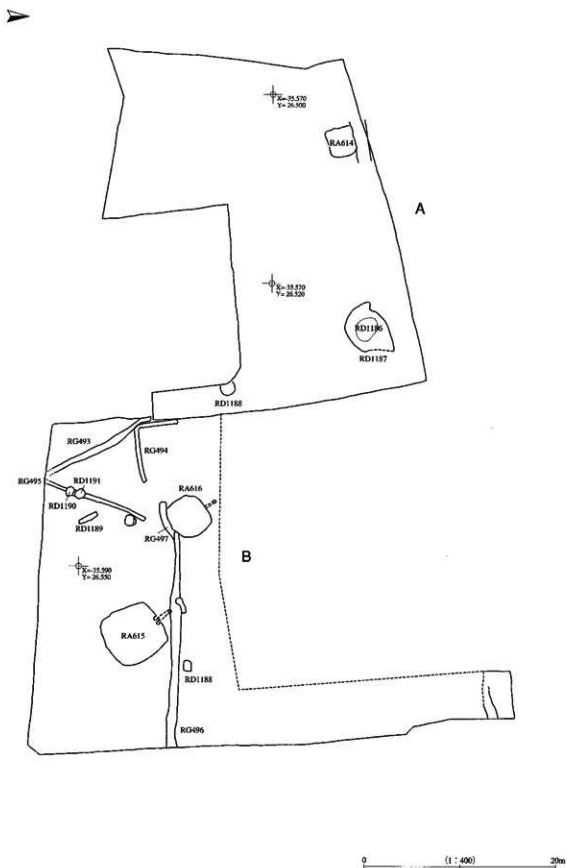 X=-35.570
Y= 26.500
RA614
A
X=-35.570
Y= 26.520
RD1186
RD1187
RD1188
RG493
RG494
RG495
RD1191
RD1190
RA616
RD1189
RG497
B
X=-35.590
Y= 26.550
RA615
RD1188
RG496
0
(1：400)
20m